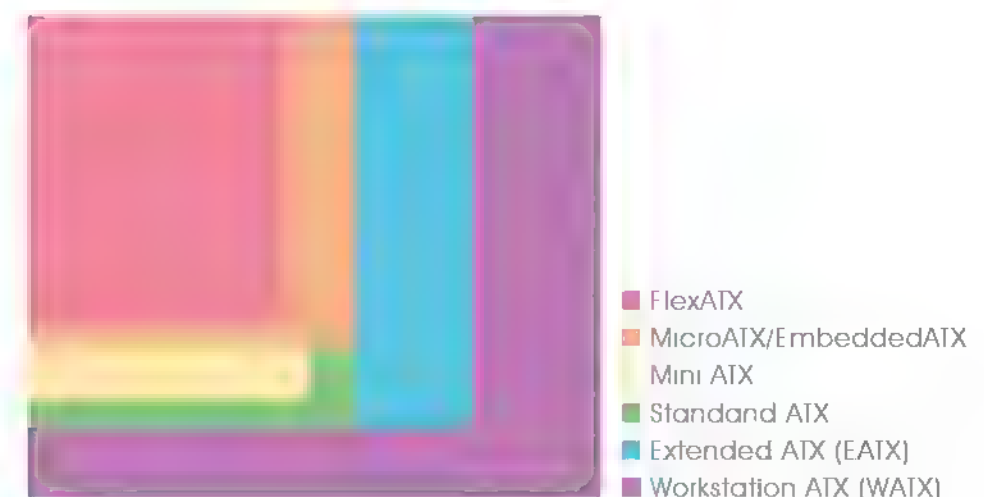 FlexATX
MicroATX/EmbeddedATX
Mini ATX
Standand ATX
Extended ATX (EATX)
Workstation ATX (WATX)